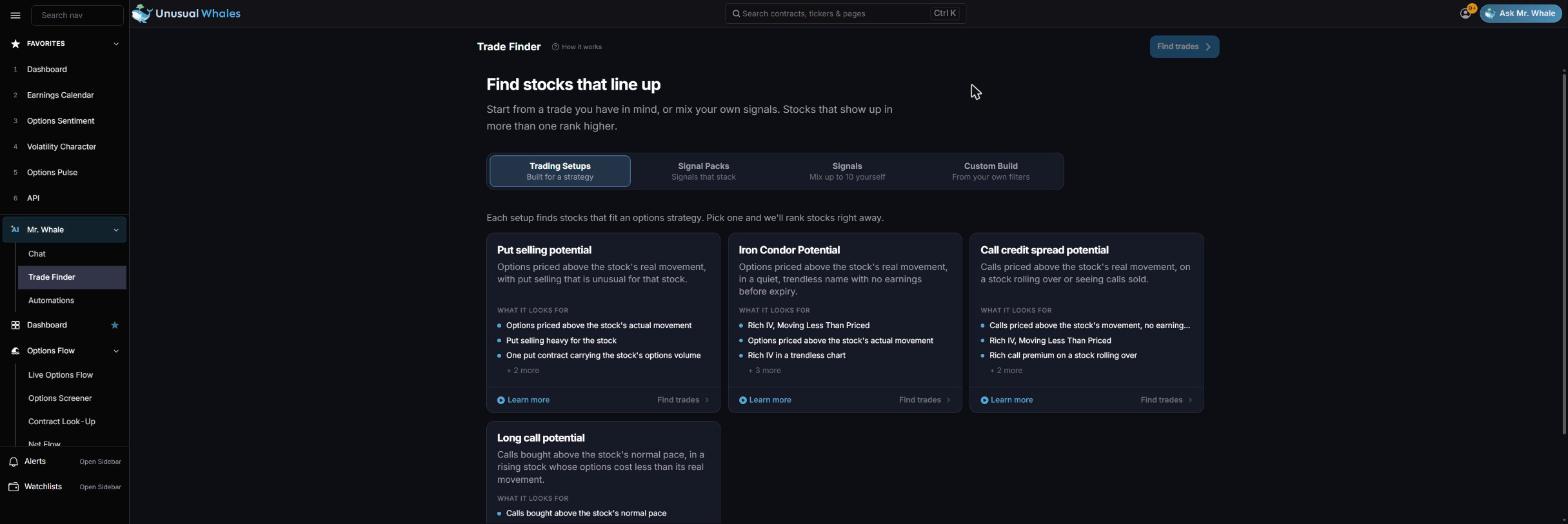 Search nav
Unusual Whales
Search contracts, tickers & pages
Ctrl K
9+
Ask Mr. Whale
FAVORITES
1 Dashboard
2 Earnings Calendar
3 Options Sentiment
4 Volatility Character
5 Options Pulse
6 API
AI Mr. Whale
Chat
Trade Finder
Automations
Dashboard
Options Flow
Live Options Flow
Options Screener
Contract Look-Up
Net Flow
Alerts Open Sidebar
Watchlists Open Sidebar
Trade Finder
How it works
Find trades
Find stocks that line up
Start from a trade you have in mind, or mix your own signals. Stocks that show up in
more than one rank higher.
Trading Setups
Built for a strategy
Signal Packs
Signals that stack
Signals
Mix up to 10 yourself
Custom Build
From your own filters
Each setup finds stocks that fit an options strategy. Pick one and we'll rank stocks right away.
Put selling potential
Options priced above the stock's real movement,
with put selling that is unusual for that stock.
WHAT IT LOOKS FOR
Options priced above the stock's actual movement
Put selling heavy for the stock
One put contract carrying the stock's options volume
+ 2 more
Learn more
Find trades
Iron Condor Potential
Options priced above the stock's real movement,
in a quiet, trendless name with no earnings
before expiry.
WHAT IT LOOKS FOR
Rich IV, Moving Less Than Priced
Options priced above the stock's actual movement
Rich IV in a trendless chart
+ 3 more
Learn more
Find trades
Call credit spread potential
Calls priced above the stock's real movement, on
a stock rolling over or seeing calls sold.
WHAT IT LOOKS FOR
Calls priced above the stock's movement, no earning...
Rich IV, Moving Less Than Priced
Rich call premium on a stock rolling over
+ 2 more
Learn more
Find trades
Long call potential
Calls bought above the stock's normal pace, in a
rising stock whose options cost less than its real
movement.
WHAT IT LOOKS FOR
Calls bought above the stock's normal pace